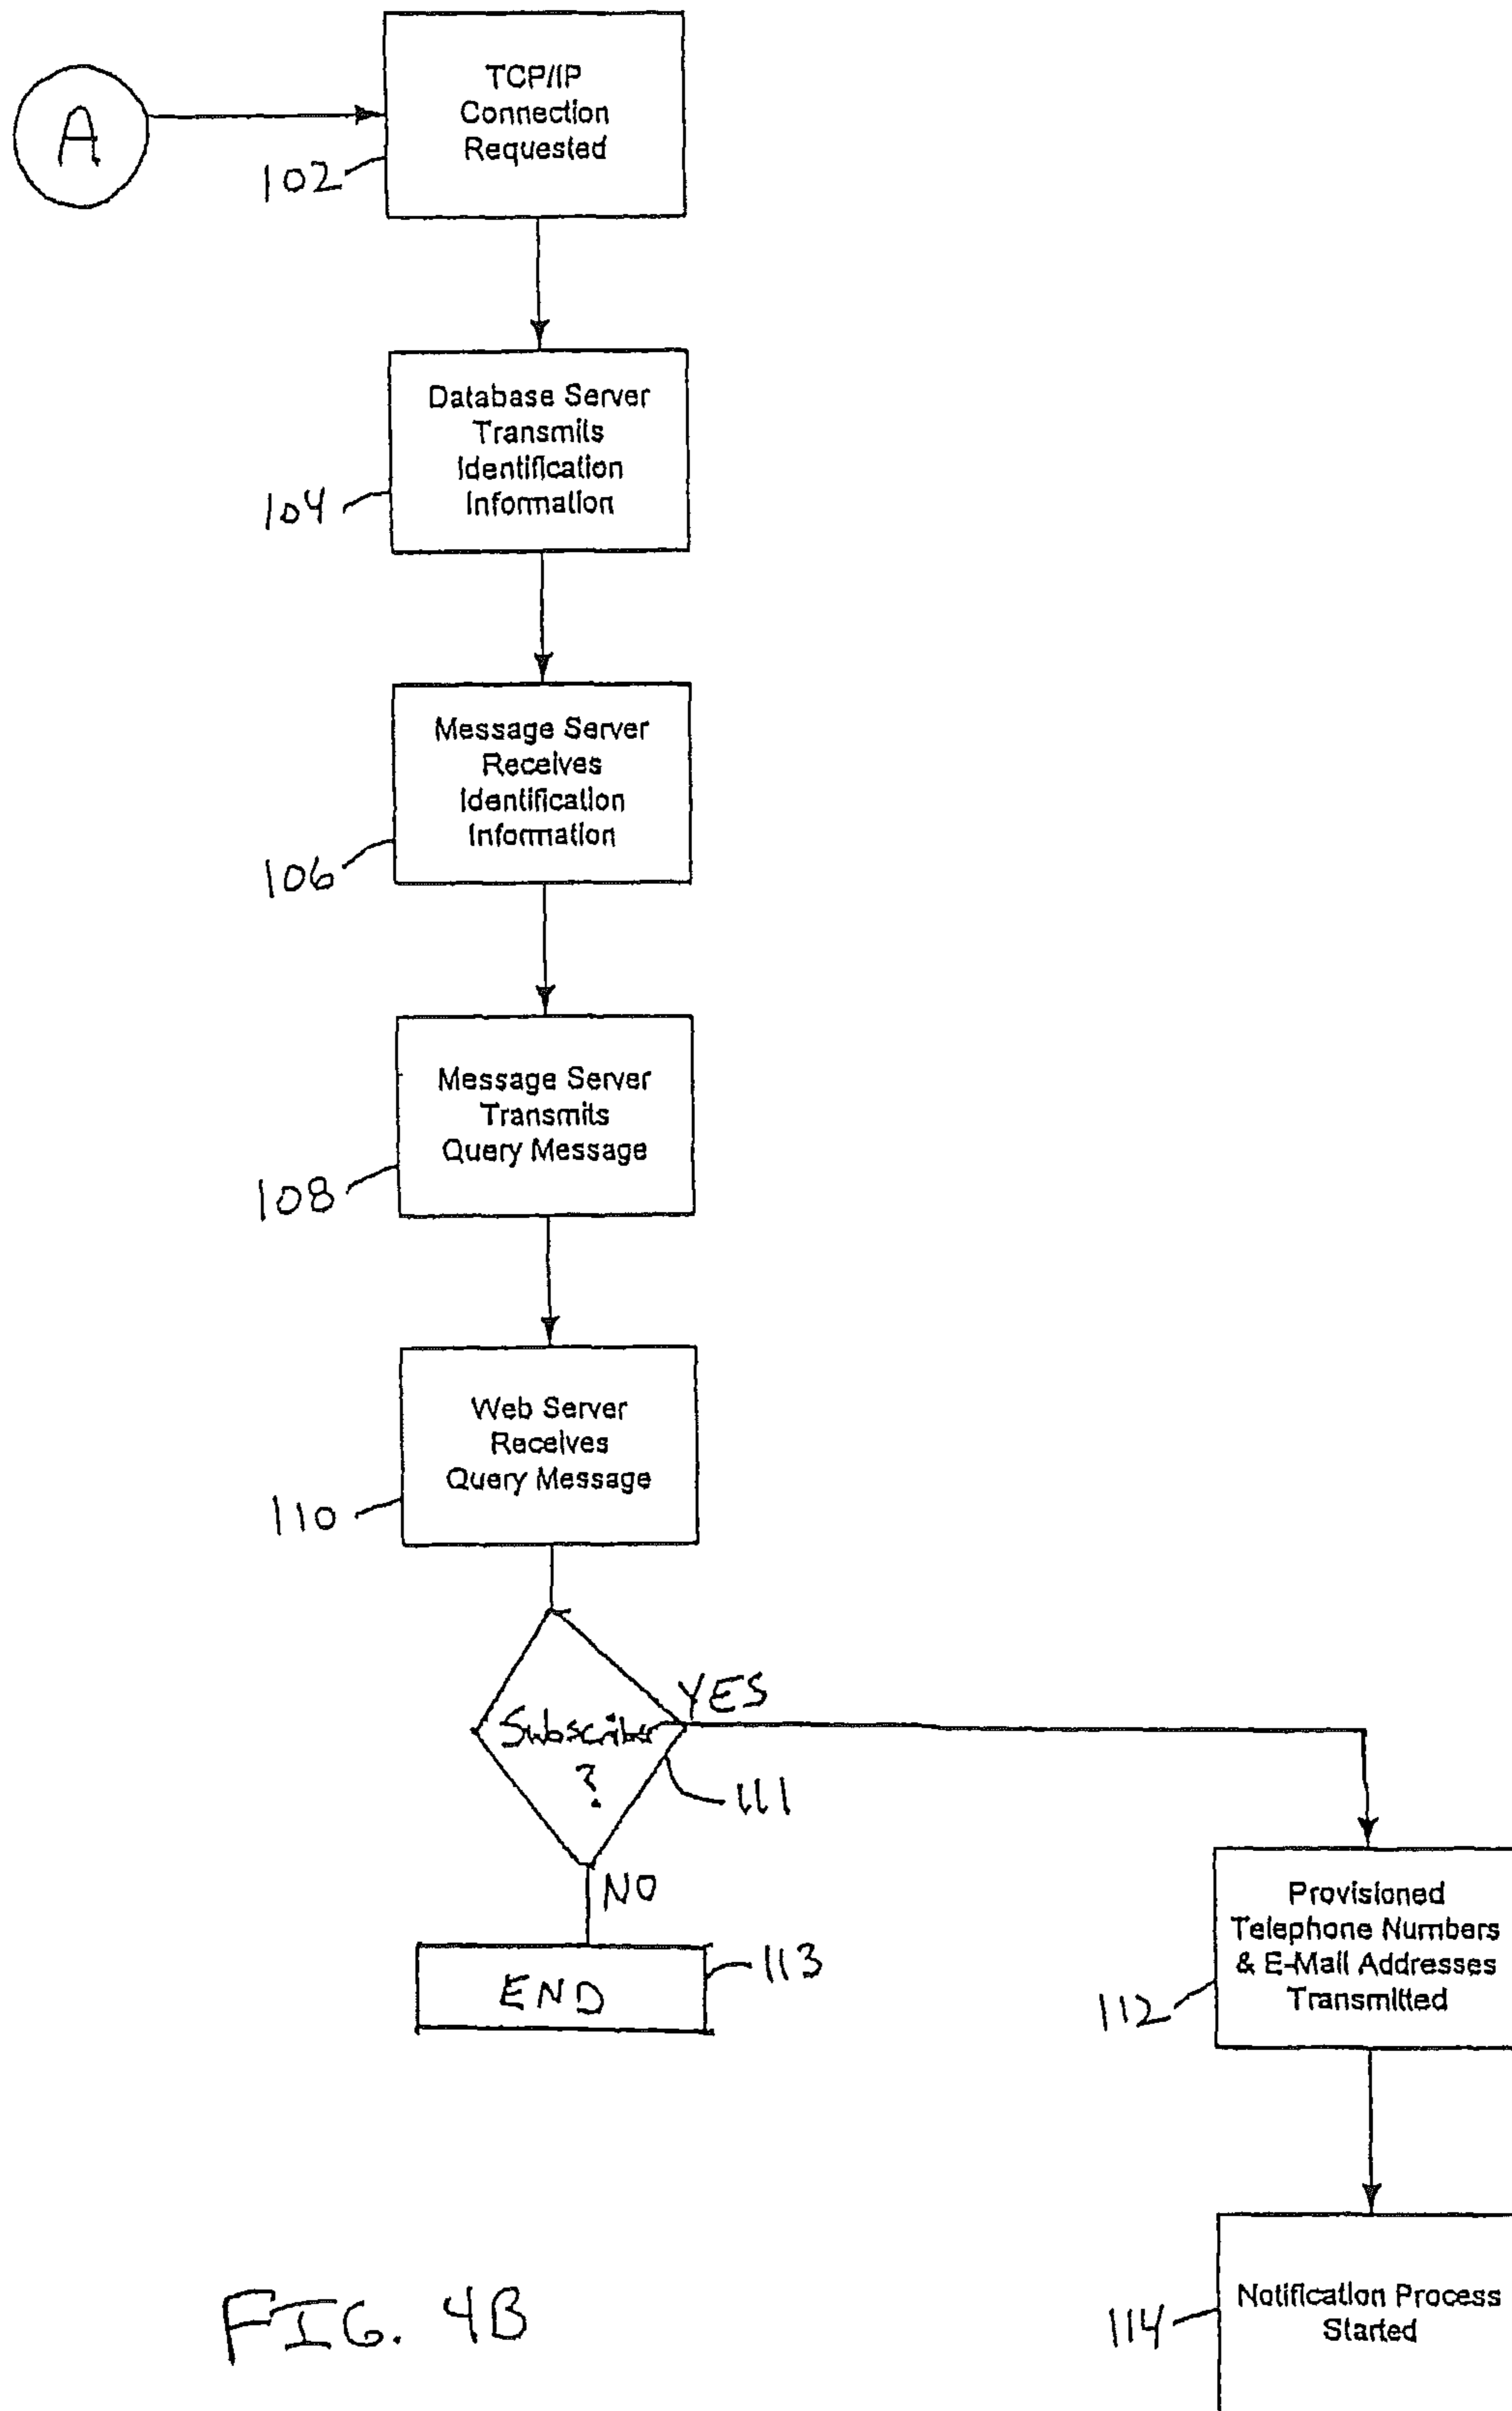 A
TCP/IP
Connection
Requested
102
Database Server
Transmits
Identification
Information
104
Message Server
Receives
Identification
Information
106
Message Server
Transmits
Query Message
108
Web Server
Receives
Query Message
110
Subscriber
?
YES
111
NO
END
113
Provisioned
Telephone Numbers
& E-Mail Addresses
Transmitted
112
Notification Process
Started
114
FIG. 4B